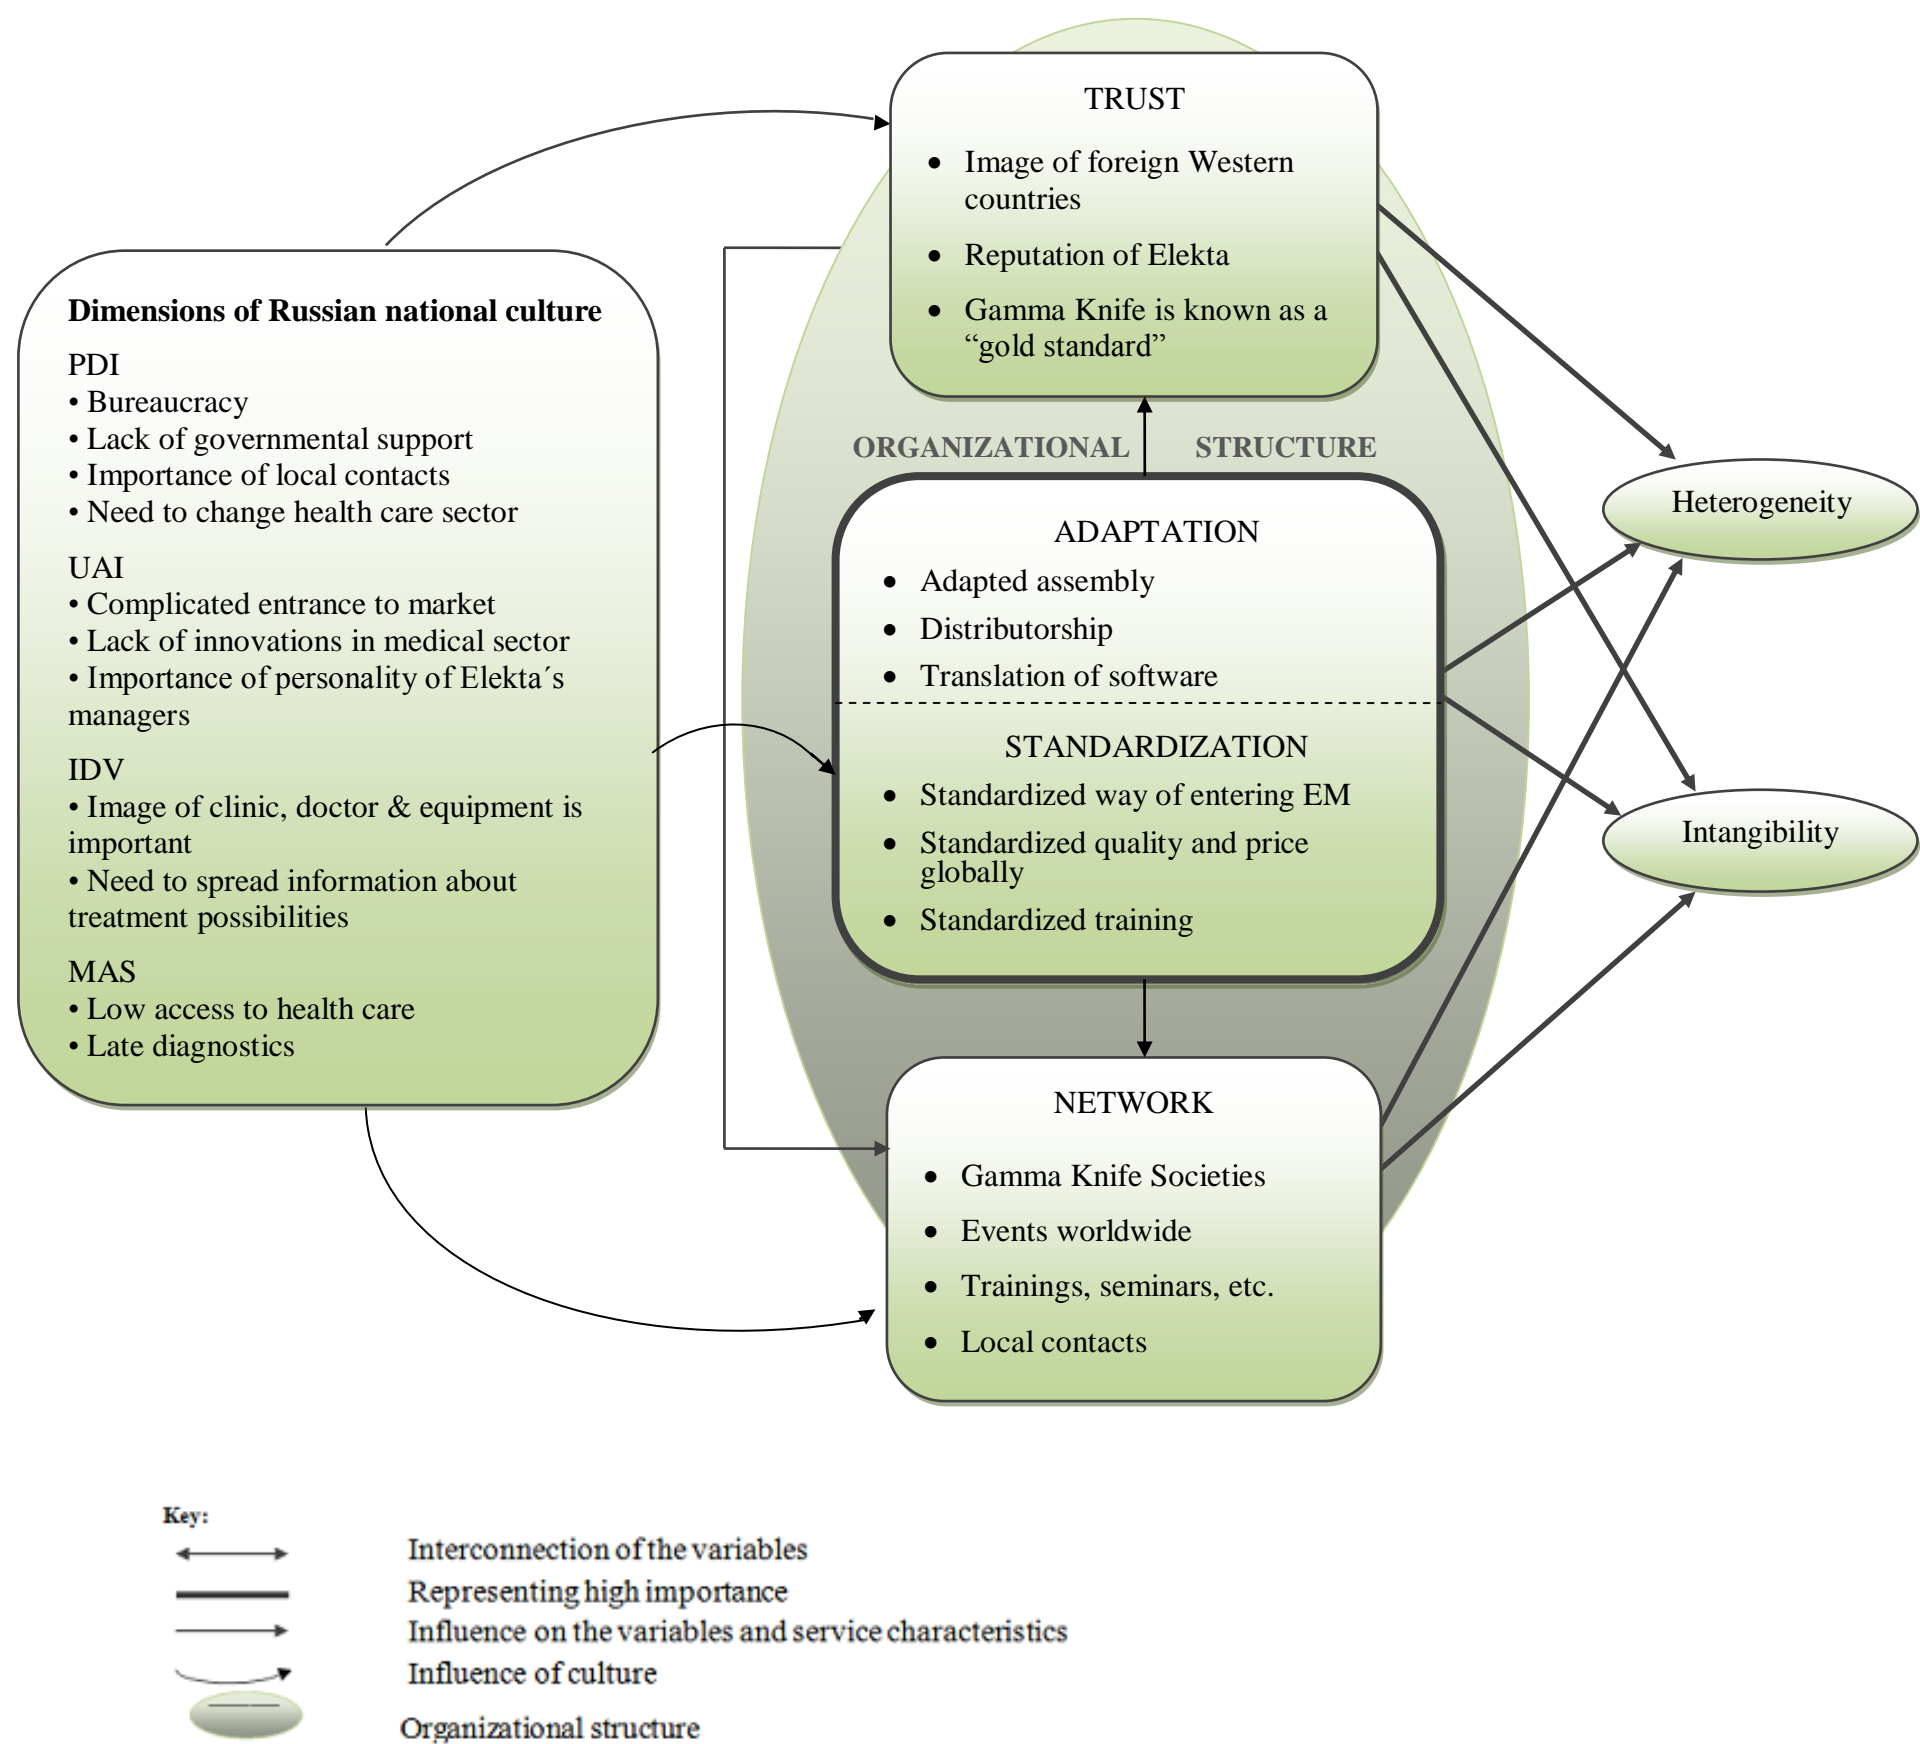 TRUST
• Image of foreign Western
countries
• Reputation of Elekta
• Gamma Knife is known as a
“gold standard”
Dimensions of Russian national culture
PDI
• Bureaucracy
• Lack of governmental support
• Importance of local contacts
• Need to change health care sector
UAI
• Complicated entrance to market
• Lack of innovations in medical sector
• Importance of personality of Elekta´s
managers
IDV
• Image of clinic, doctor & equipment is
important
• Need to spread information about
treatment possibilities
MAS
• Low access to health care
• Late diagnostics
ORGANIZATIONAL STRUCTURE
ADAPTATION
• Adapted assembly
• Distributorship
• Translation of software
STANDARDIZATION
• Standardized way of entering EM
• Standardized quality and price
globally
• Standardized training
Heterogeneity
Intangibility
NETWORK
• Gamma Knife Societies
• Events worldwide
• Trainings, seminars, etc.
• Local contacts
Key:
Interconnection of the variables
Representing high importance
Influence on the variables and service characteristics
Influence of culture
Organizational structure